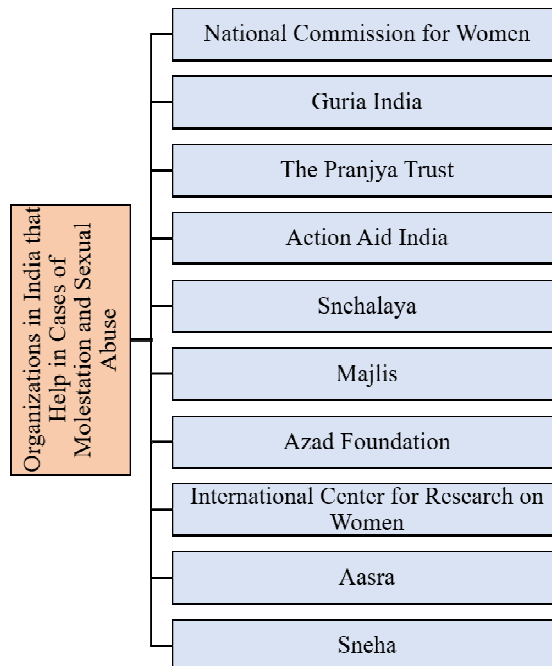 Organizations in India that
Help in Cases of
Molestation and Sexual
Abuse
National Commission for Women
Guria India
The Pranjya Trust
Action Aid India
Snehalaya
Majlis
Azad Foundation
International Center for Research on
Women
Aasra
Sneha